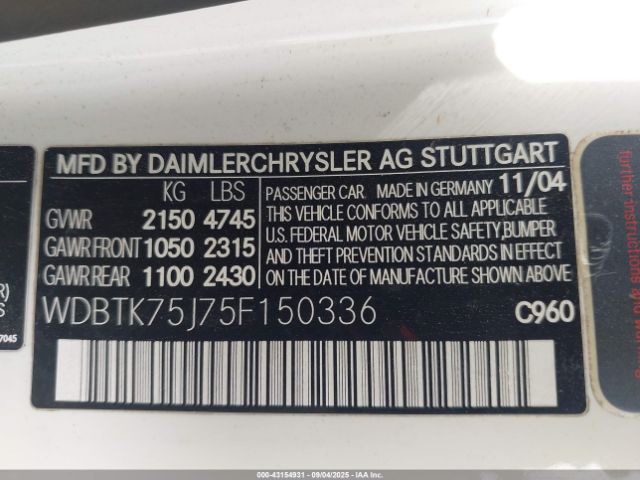 MFD BY DAIMLERCHRYSLER AG STUTTGART
KG LBS
GVWR 2150 4745
GAWR FRONT 1050 2315
GAWR REAR 1100 2430
PASSENGER CAR. MADE IN GERMANY 11/04
THIS VEHICLE CONFORMS TO ALL APPLICABLE
U.S. FEDERAL MOTOR VEHICLE SAFETY,BUMPER
AND THEFT PREVENTION STANDARDS IN EFFECT
ON THE DATE OF MANUFACTURE SHOWN ABOVE.
WDBTK75J75F150336 C960
R)
S
7045
further instructions
000-43154931 - 09/04/2025 - IAA, INC.